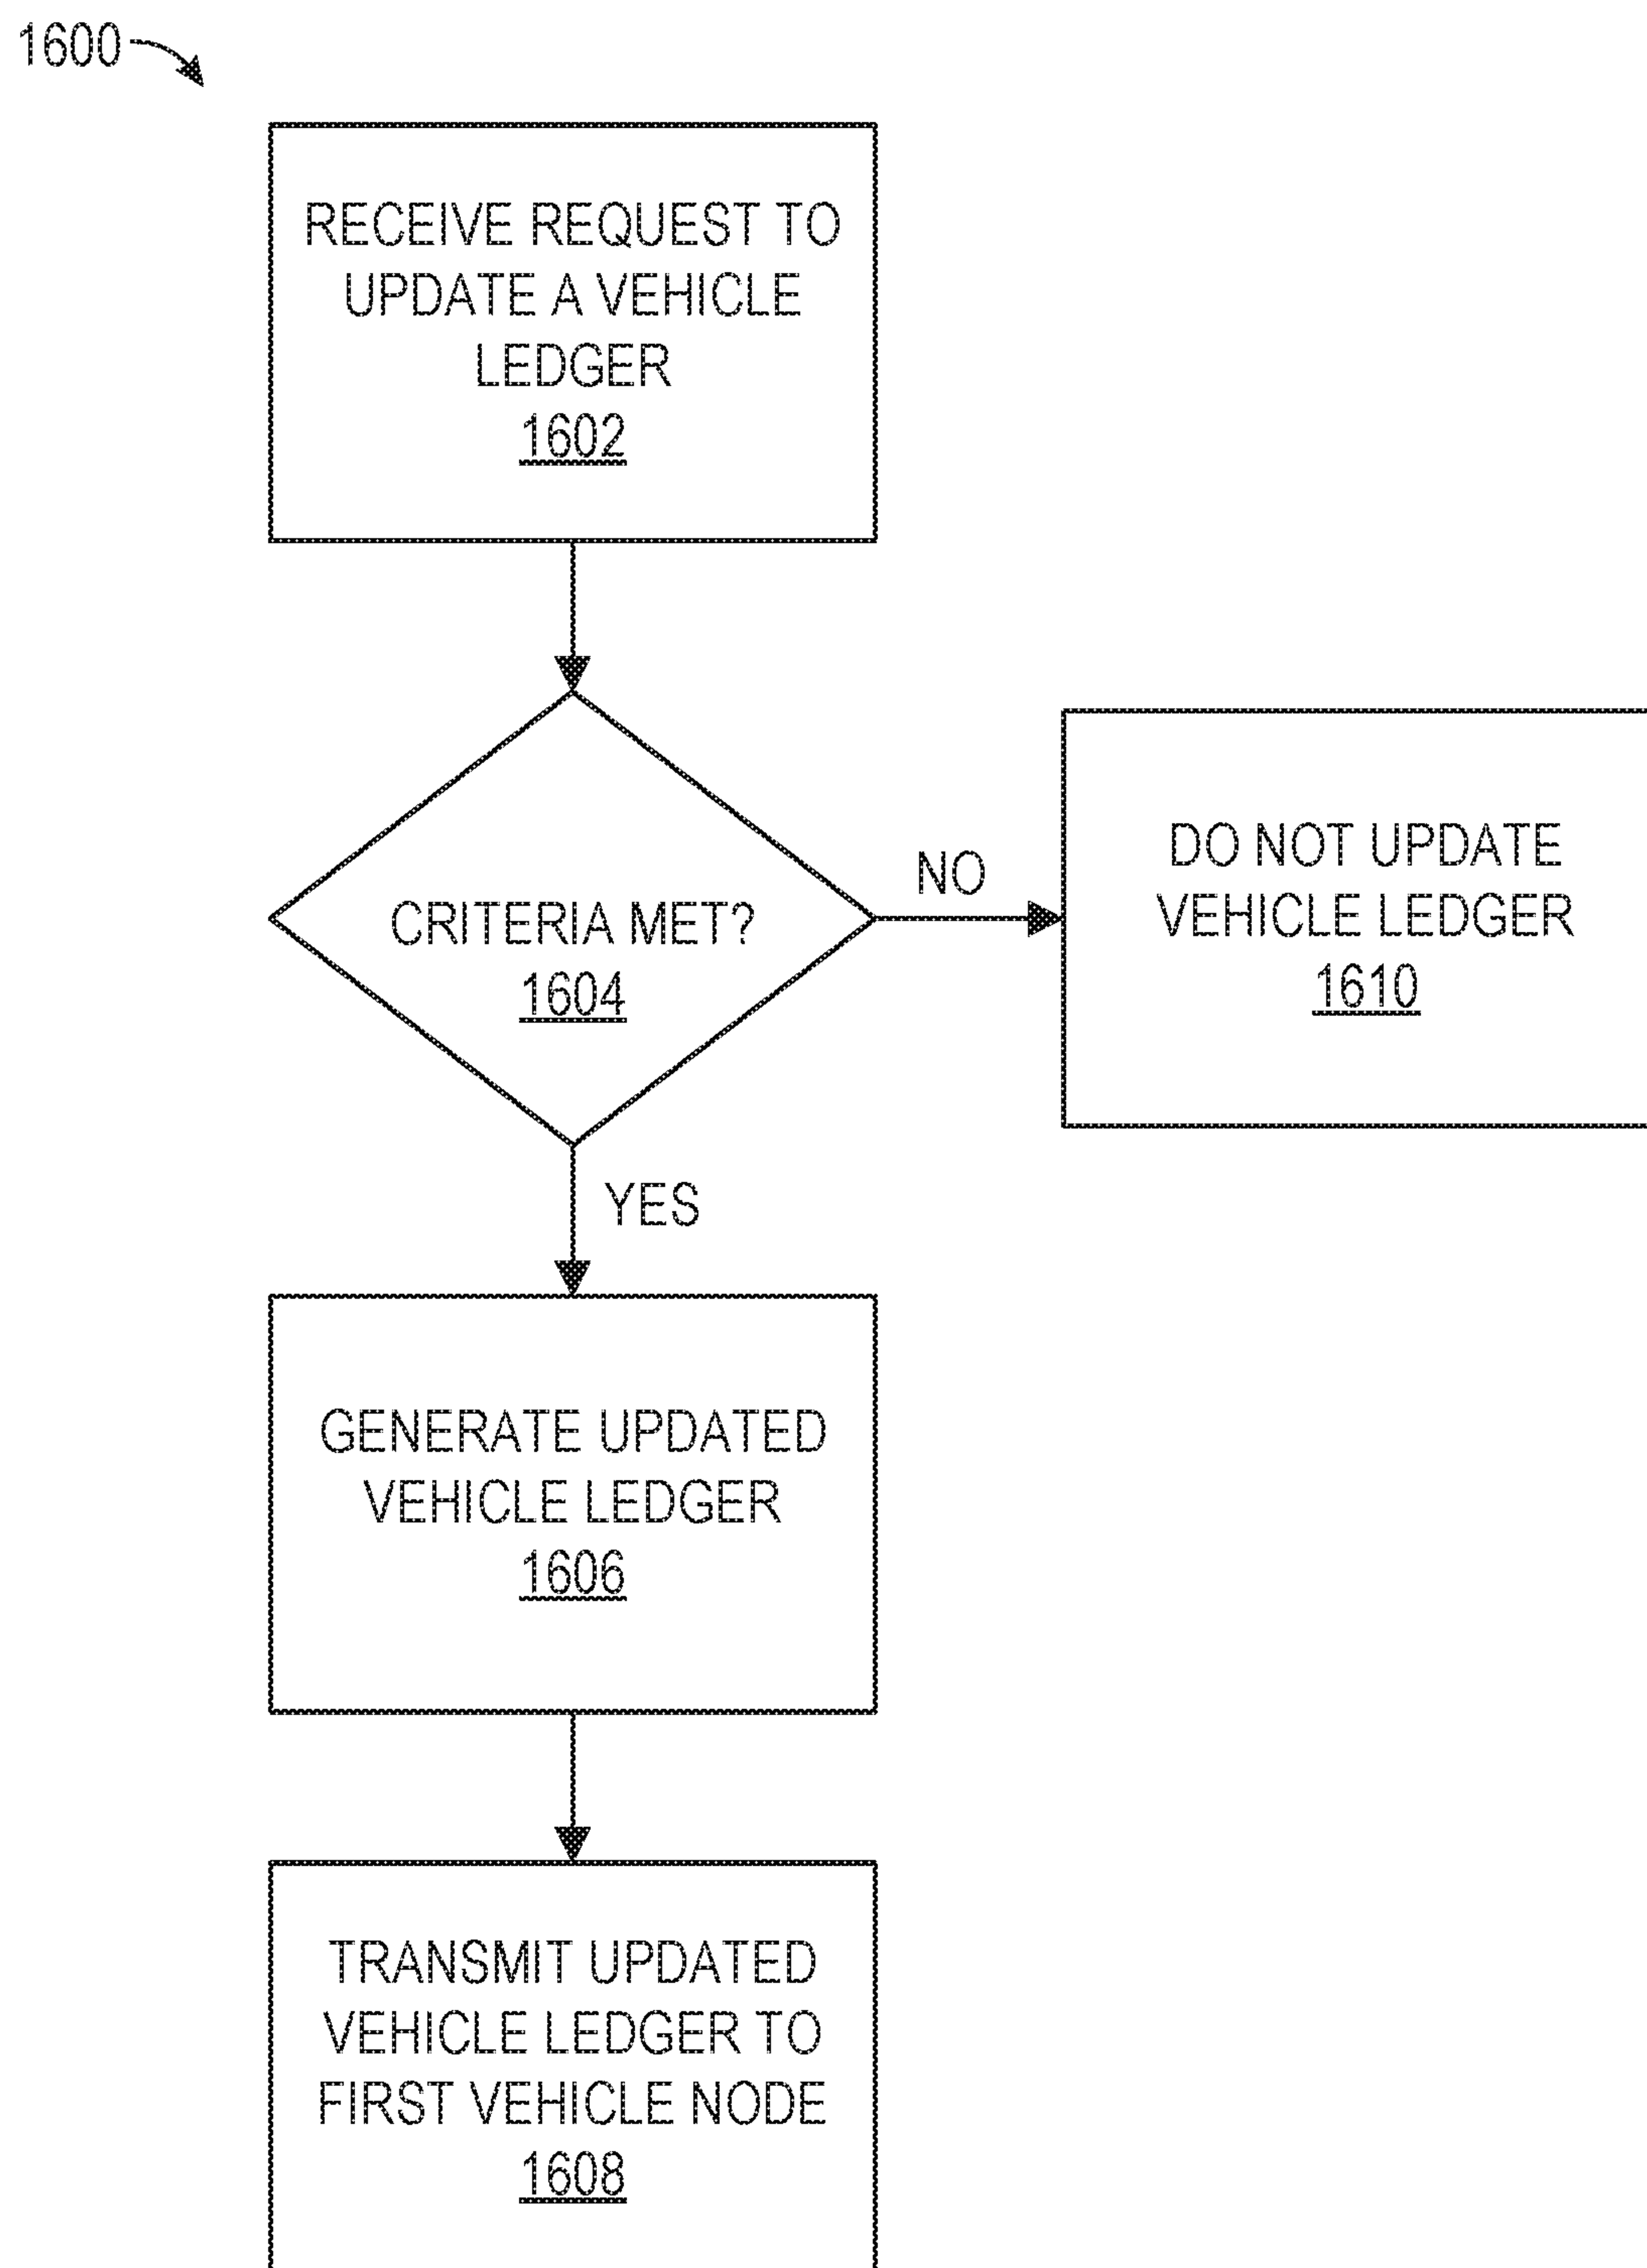 1600
RECEIVE REQUEST TO
UPDATE A VEHICLE
LEDGER
1602
CRITERIA MET?
1604
NO
DO NOT UPDATE
VEHICLE LEDGER
1610
YES
GENERATE UPDATED
VEHICLE LEDGER
1606
TRANSMIT UPDATED
VEHICLE LEDGER TO
FIRST VEHICLE NODE
1608